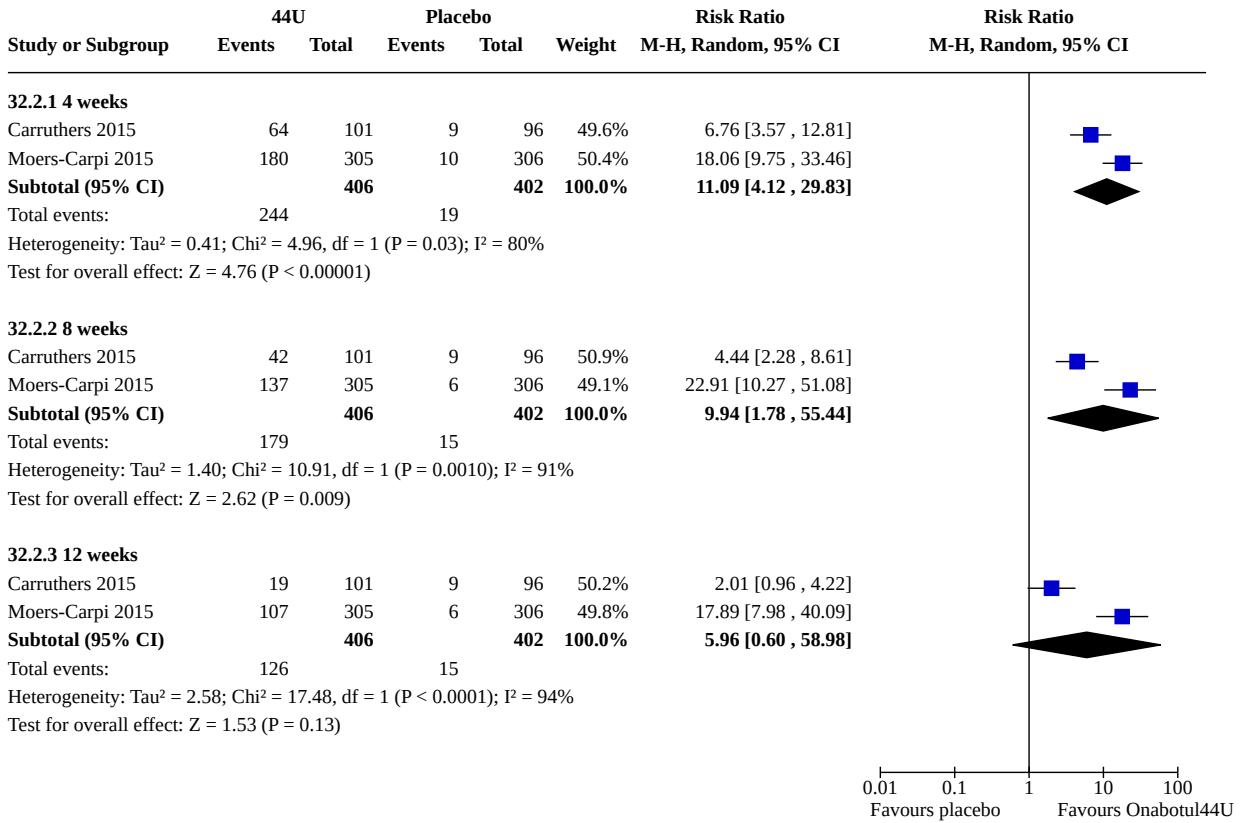 44U Placebo Risk Ratio Risk Ratio
Study or Subgroup Events Total Events Total Weight M-H, Random, 95% CI M-H, Random, 95% CI
32.2.1 4 weeks
Carruthers 2015 64 101 9 96 49.6% 6.76 [3.57 , 12.81]
Moers-Carpi 2015 180 305 10 306 50.4% 18.06 [9.75 , 33.46]
Subtotal (95% CI) 406 402 100.0% 11.09 [4.12 , 29.83]
Total events: 244 19
Heterogeneity: Tau² = 0.41; Chi² = 4.96, df = 1 (P = 0.03); I² = 80%
Test for overall effect: Z = 4.76 (P < 0.00001)
32.2.2 8 weeks
Carruthers 2015 42 101 9 96 50.9% 4.44 [2.28 , 8.61]
Moers-Carpi 2015 137 305 6 306 49.1% 22.91 [10.27 , 51.08]
Subtotal (95% CI) 406 402 100.0% 9.94 [1.78 , 55.44]
Total events: 179 15
Heterogeneity: Tau² = 1.40; Chi² = 10.91, df = 1 (P = 0.0010); I² = 91%
Test for overall effect: Z = 2.62 (P = 0.009)
32.2.3 12 weeks
Carruthers 2015 19 101 9 96 50.2% 2.01 [0.96 , 4.22]
Moers-Carpi 2015 107 305 6 306 49.8% 17.89 [7.98 , 40.09]
Subtotal (95% CI) 406 402 100.0% 5.96 [0.60 , 58.98]
Total events: 126 15
Heterogeneity: Tau² = 2.58; Chi² = 17.48, df = 1 (P < 0.0001); I² = 94%
Test for overall effect: Z = 1.53 (P = 0.13)
0.01 0.1 1 10 100
Favours placebo Favours Onabotul44U